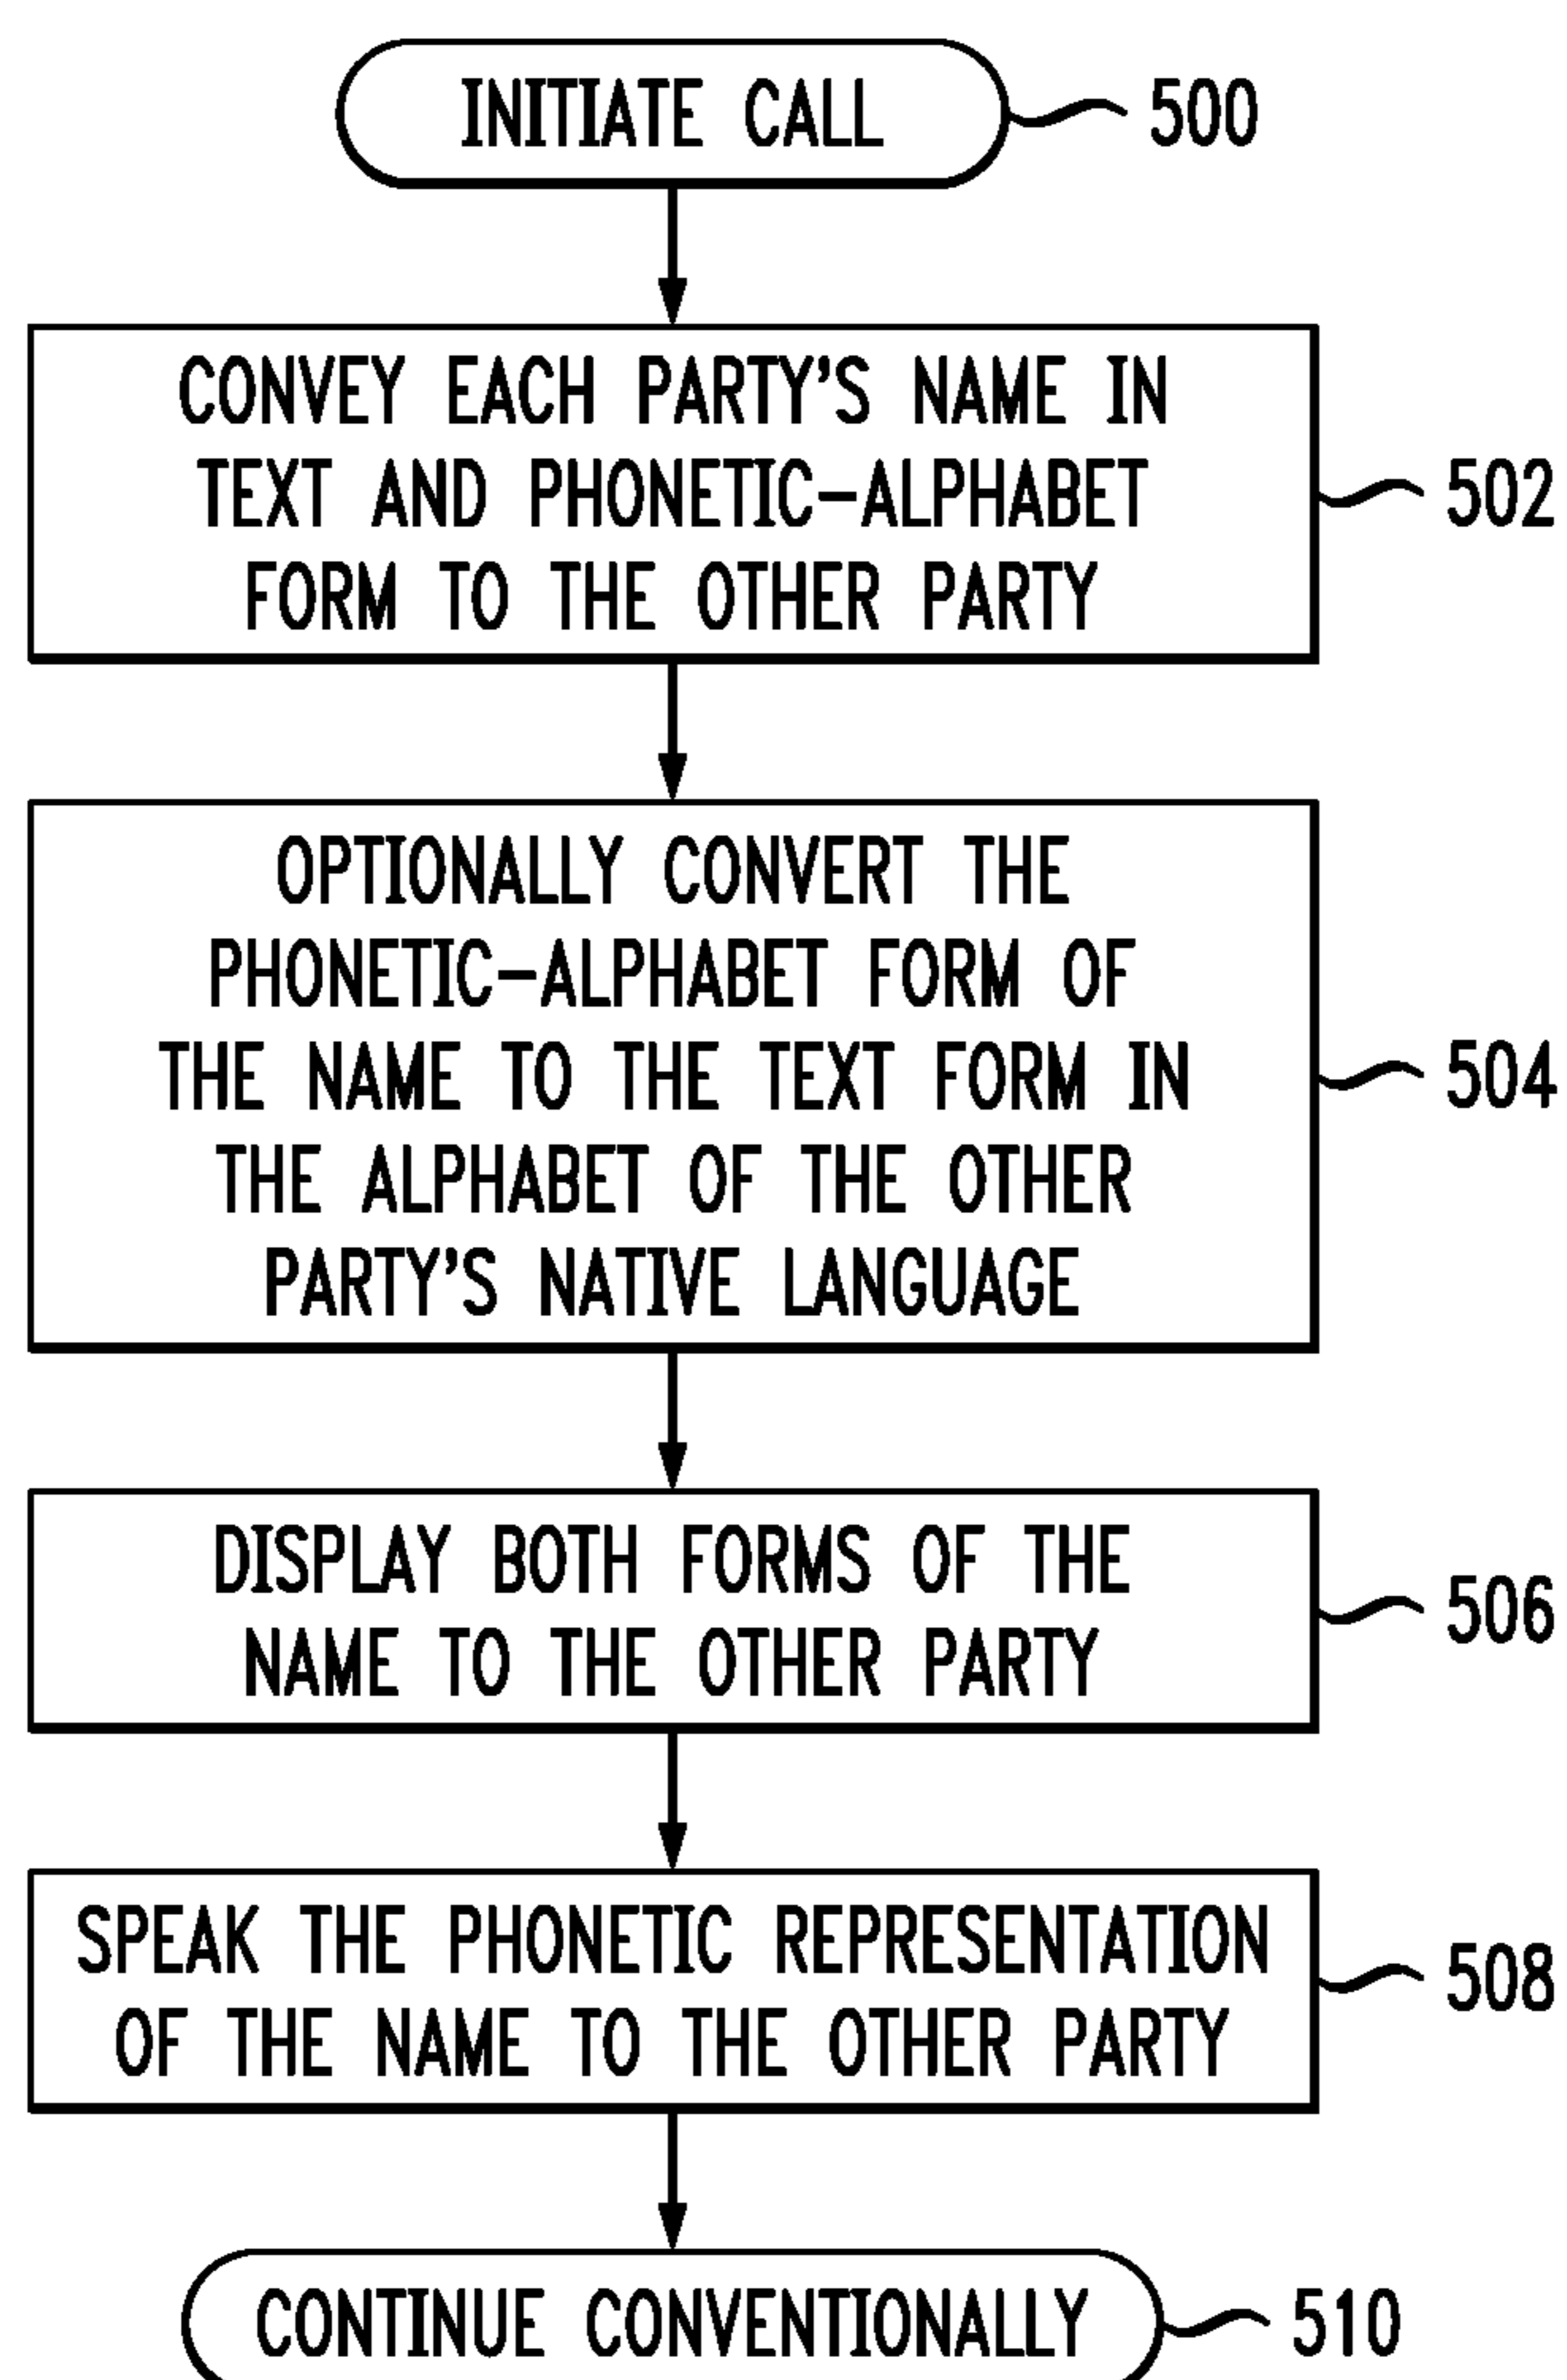 INITIATE CALL 500
CONVEY EACH PARTY'S NAME IN
TEXT AND PHONETIC-ALPHABET
FORM TO THE OTHER PARTY
502
OPTIONALLY CONVERT THE
PHONETIC-ALPHABET FORM OF
THE NAME TO THE TEXT FORM IN
THE ALPHABET OF THE OTHER
PARTY'S NATIVE LANGUAGE
504
DISPLAY BOTH FORMS OF THE
NAME TO THE OTHER PARTY
506
SPEAK THE PHONETIC REPRESENTATION
OF THE NAME TO THE OTHER PARTY
508
CONTINUE CONVENTIONALLY 510